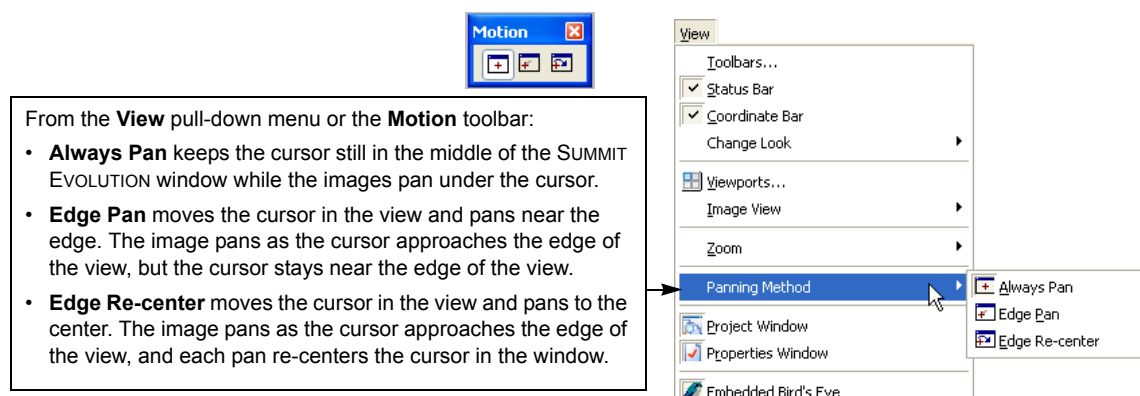 Motion
From the View pull-down menu or the Motion toolbar:
• Always Pan keeps the cursor still in the middle of the SUMMIT
EVOLUTION window while the images pan under the cursor.
• Edge Pan moves the cursor in the view and pans near the
edge. The image pans as the cursor approaches the edge of
the view, but the cursor stays near the edge of the view.
• Edge Re-center moves the cursor in the view and pans to the
center. The image pans as the cursor approaches the edge of
the view, and each pan re-centers the cursor in the window.
View
Toolbars...
Status Bar
Coordinate Bar
Change Look
Viewports...
Image View
Zoom
Panning Method
Always Pan
Edge Pan
Edge Re-center
Project Window
Properties Window
Embedded Bird's Eye